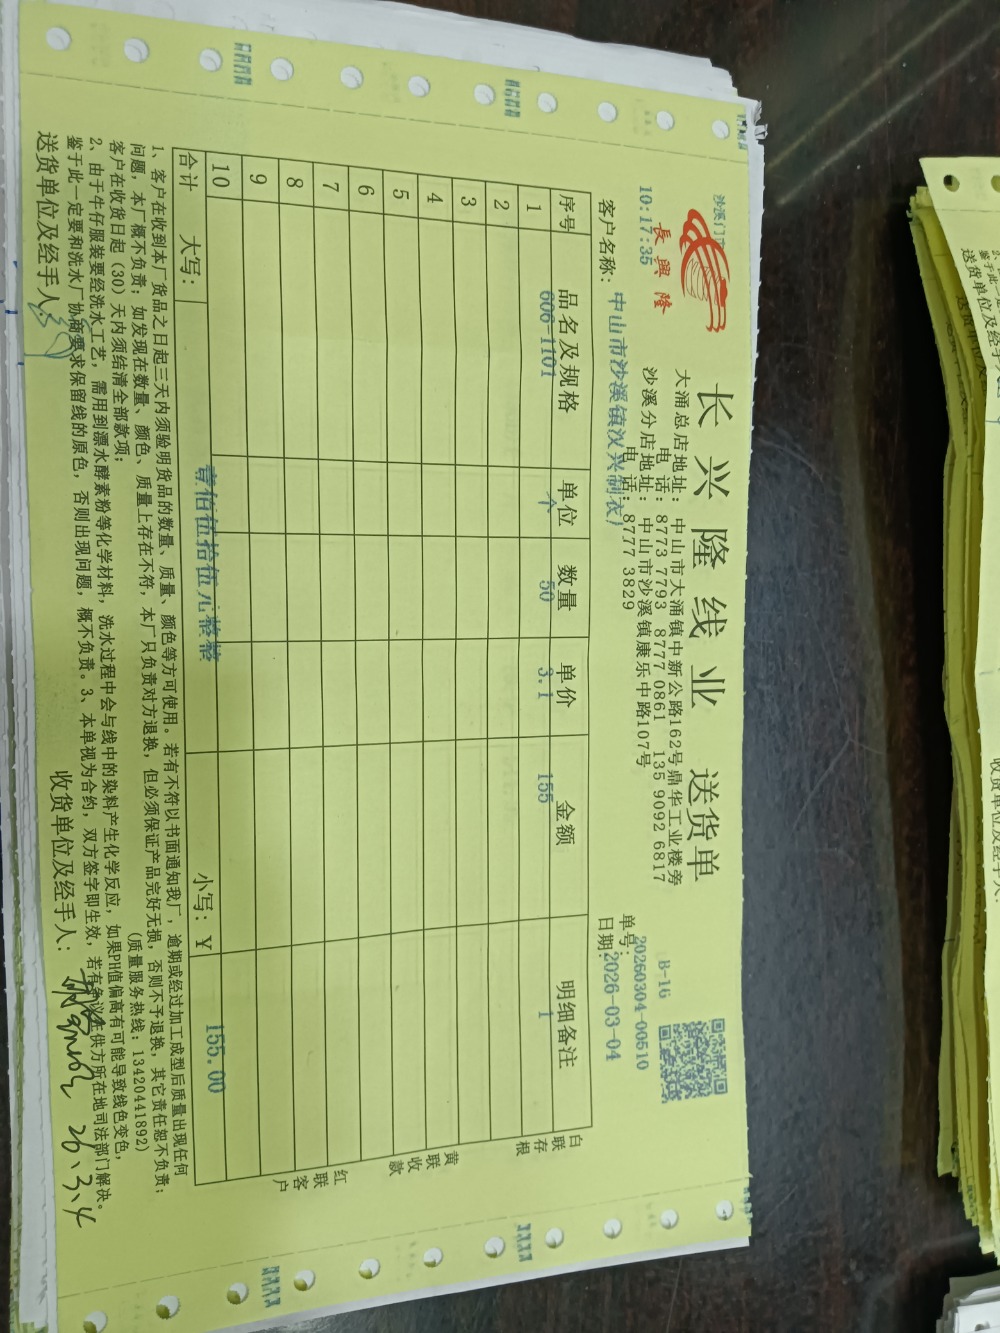 沙溪门
10:17:35
長興隆
长兴隆线业 送货单
大涌总店地址：中山市大涌镇中新公路162号鼎华工业楼旁
电 话：8773 7793 8777 0861 135 9092 6817
沙溪分店地址：中山市沙溪镇康乐中路107号
电 话：8777 3829
B-1G
单号：20260304-00510
客户名称：中山市沙溪镇汉兴制衣厂
日期：2026-03-04
序号 品名及规格 单位 数量 单价 金额 明细备注
1 606-1101 个 50 3.1 155 1
2
3
4
5
6
7
8
9
10
合计 大写： 壹佰伍拾伍元整整 小写：￥ 155.00
白联存根
黄联收款
红联客户
1、客户在收到本厂货品之日起三天内须验明货品的数量、质量、颜色等方可使用。若有不符以书面通知我厂，逾期或经过加工成型后质量出现任何
问题，本厂概不负责；如发现在数量、颜色、质量上存在不符，本厂只负责对方退换，但必须保证产品完好无损，否则不予退换，其它责任恕不负责；
客户在收货日起（30）天内须结清全部款项； （质量服务热线：13420441892）
2、由于牛仔服装要经洗水工艺，需用到漂水酵素粉等化学材料，洗水过程中会与线中的染料产生化学反应，如果PH值偏高有可能导致线色变色，
鉴于此一定要和洗水厂协商要求保留线的原色，否则出现问题，概不负责。3、本单视为合约，双方签字即生效，若有争议在供方所在地司法部门解决。
送货单位及经手人： 收货单位及经手人： 26.3.4